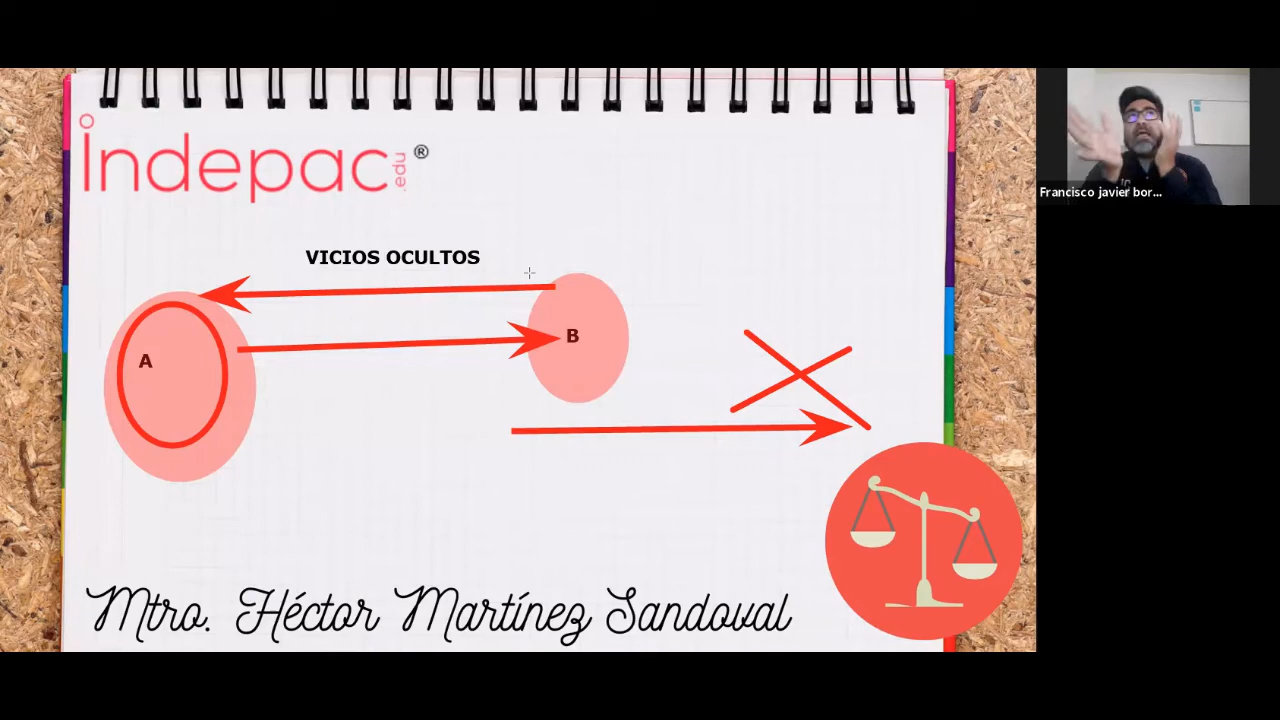 indepac.edu ®
Francisco javier bor...
VICIOS OCULTOS
A
B
Mtro. Héctor Martínez Sandoval